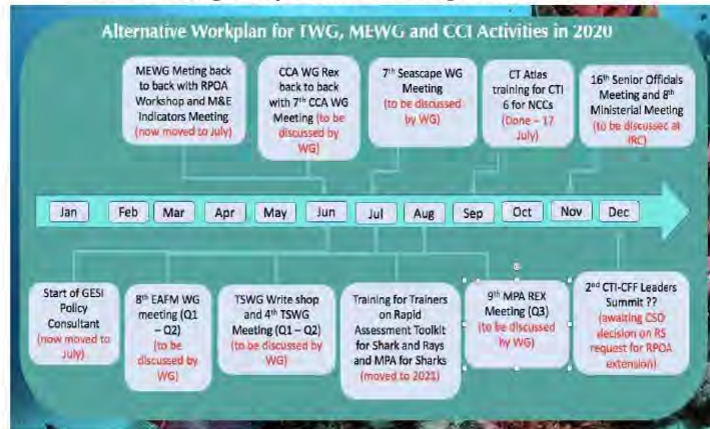 Alternative Workplan for TWG, MEWG and CCI Activities in 2020
MEWG Meting back
to back with RPOA
Workshop and M&E
Indicators Meeting
(now moved to July)
CCA WG Rex
back to back
with 7th CCA WG
Meeting (to be
discussed by
WG)
7th Seascape WG
Meeting
(to be discussed
by WG)
CT Atlas
training for CTI
6 for NCCs
(Done – 17
July)
16th Senior Officials
Meeting and 8th
Ministerial Meeting
(to be discussed at
IRC)
Jan Feb Mar Apr May Jun Jul Aug Sep Oct Nov Dec
Start of GESI
Policy
Consultant
(now moved to
July)
8th EAFM WG
meeting (Q1
– Q2)
(to be
discussed by
WG)
TSWG Write shop
and 4th TSWG
Meeting (Q1 – Q2)
(to be discussed by
WG)
Training for Trainers
on Rapid
Assessment Toolkit
for Shark and Rays
and MPA for Sharks
(moved to 2021)
9th MPA REX
Meeting (Q3)
(to be discussed
by WG)
2nd CTI-CFF Leaders
Summit ??
(awaiting CSO
decision on RS
request for RPOA
extension)